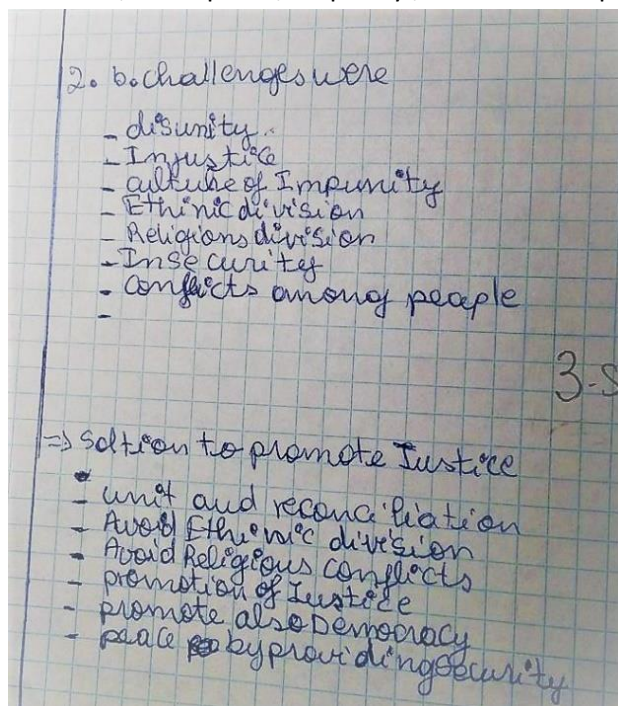 2. b. challenges were
- disunity.
- Injustice
- culture of Impunity
- Ethinic division
- Religions division
- Insecurity
- conflicts among people
-
3-S
=> Soltion to promote Justice
- unit and reconciliation
- Avoid Ethinic division
- Avoid Religious conflicts
- promotion of Justice
- promote also Democracy
- peace by providing security